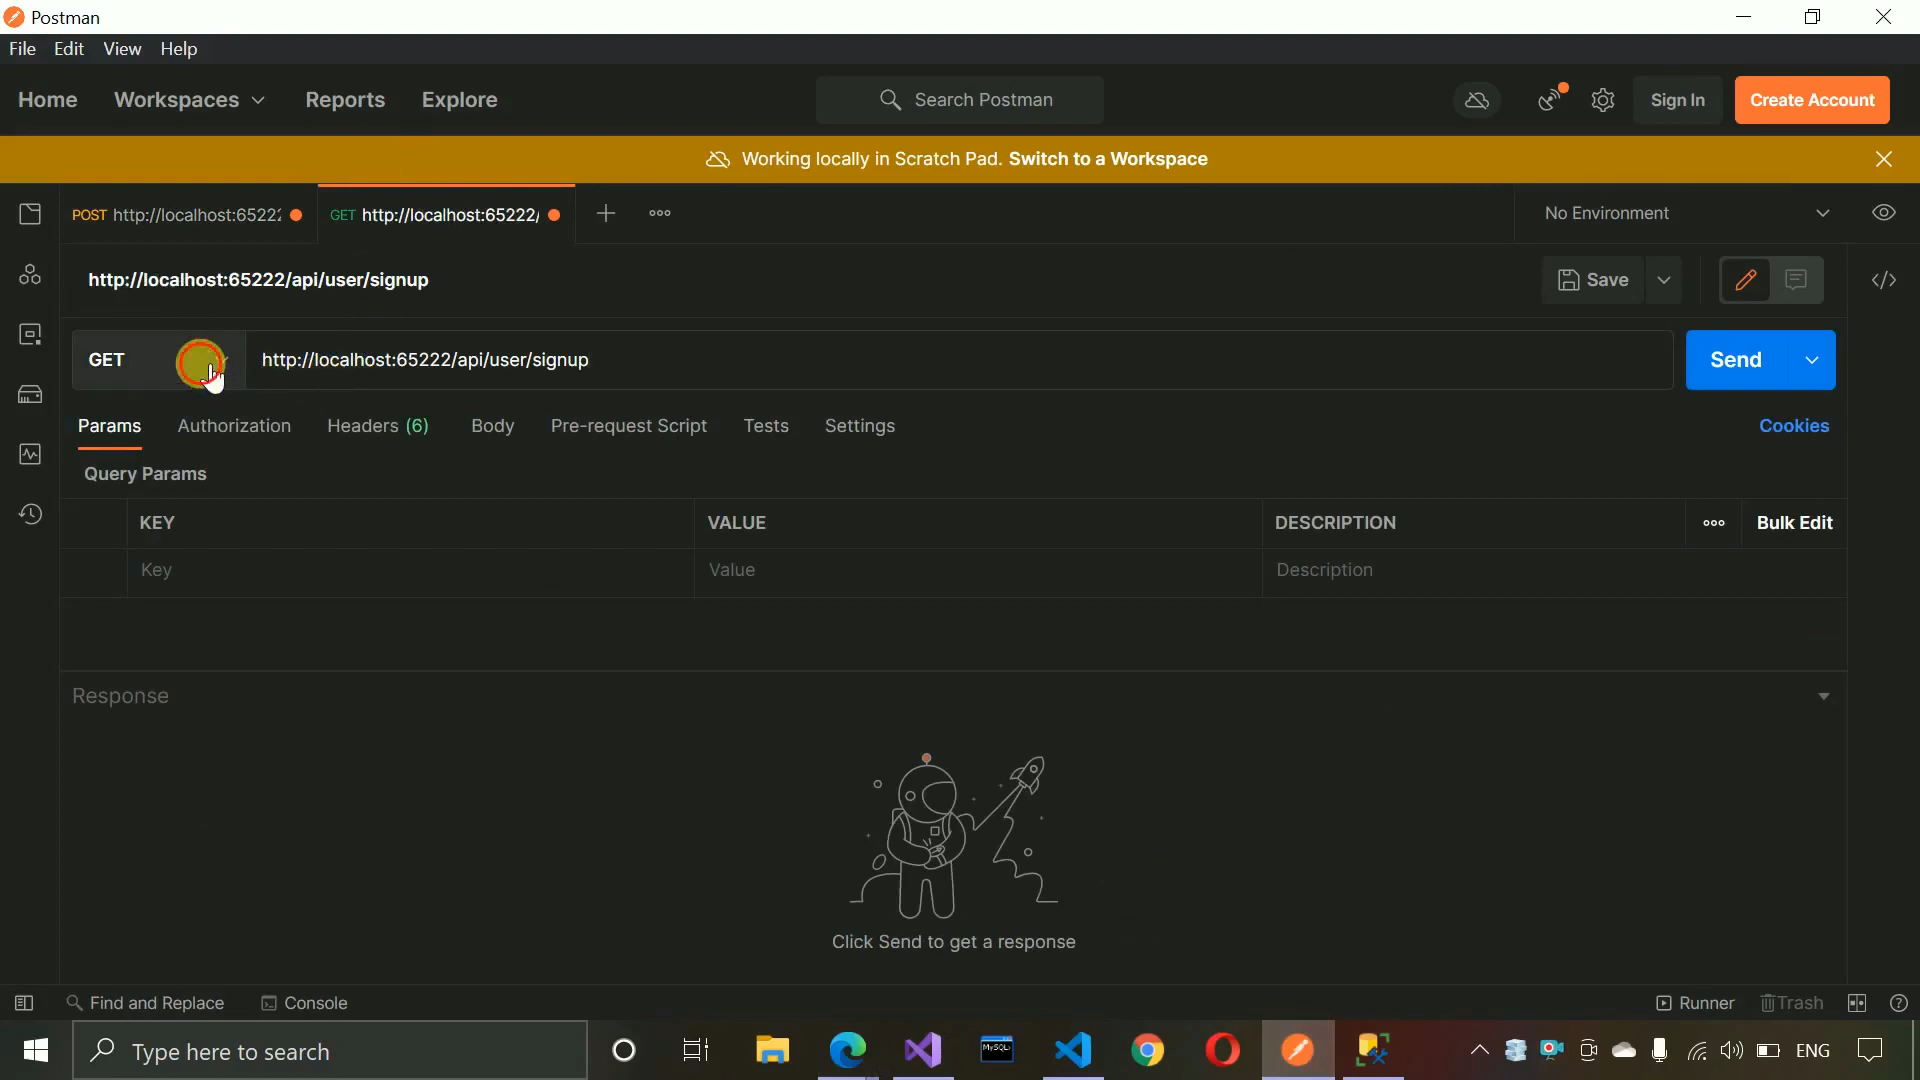 Postman
File Edit View Help
Home Workspaces Reports Explore Search Postman Sign In Create Account
Working locally in Scratch Pad. Switch to a Workspace
POST http://localhost:6522 GET http://localhost:65222/ No Environment
http://localhost:65222/api/user/signup Save
GET http://localhost:65222/api/user/signup Send
Params Authorization Headers (6) Body Pre-request Script Tests Settings Cookies
Query Params
KEY VALUE DESCRIPTION Bulk Edit
Key Value Description
Response
Click Send to get a response
Find and Replace Console Runner Trash
Type here to search MySQL ENG